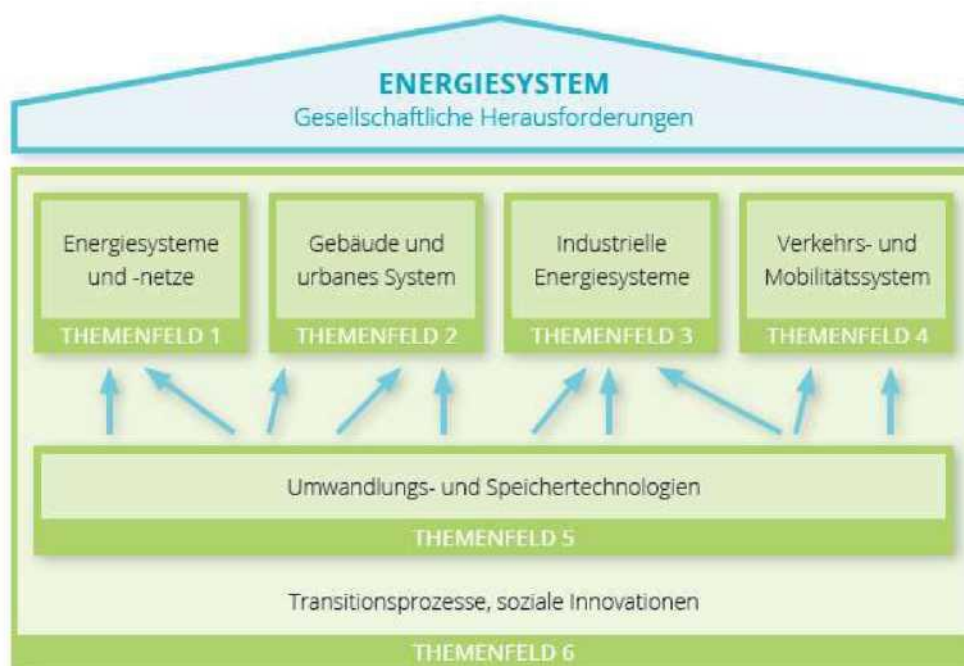 ENERGIESYSTEM
Gesellschaftliche Herausforderungen
Energiesysteme
und -netze
THEMENFELD 1
Gebäude und
urbanes System
THEMENFELD 2
Industrielle
Energiesysteme
THEMENFELD 3
Verkehrs- und
Mobilitätssystem
THEMENFELD 4
Umwandlungs- und Speichertechnologien
THEMENFELD 5
Transitionsprozesse, soziale Innovationen
THEMENFELD 6